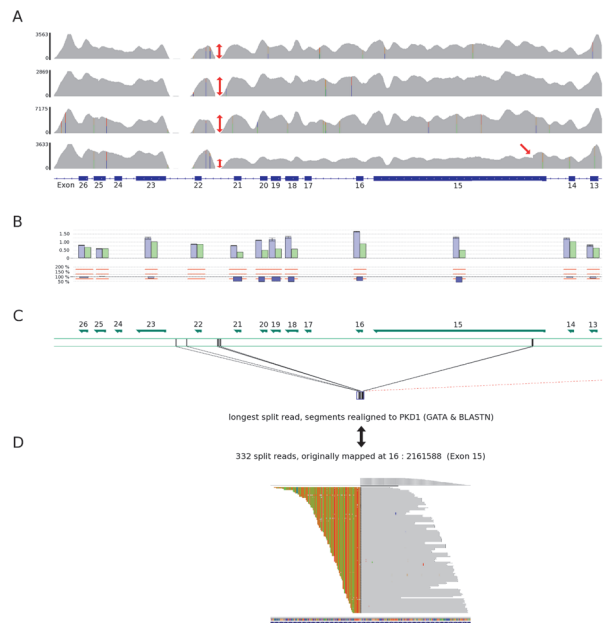 A
3563
0
2869
0
7175
0
3633
0
Exon 26 25 24 23 22 21 20 19 18 17 16 15 14 13
B
1.50
1.00
0.50
0
200 %
150 %
100 %
50 %
C
26 25 24 23 22 21 20 19 18 17 16 15 14 13
longest split read, segments realigned to PKD1 (GATA & BLASTN)
D
332 split reads, originally mapped at 16 : 2161588 (Exon 15)